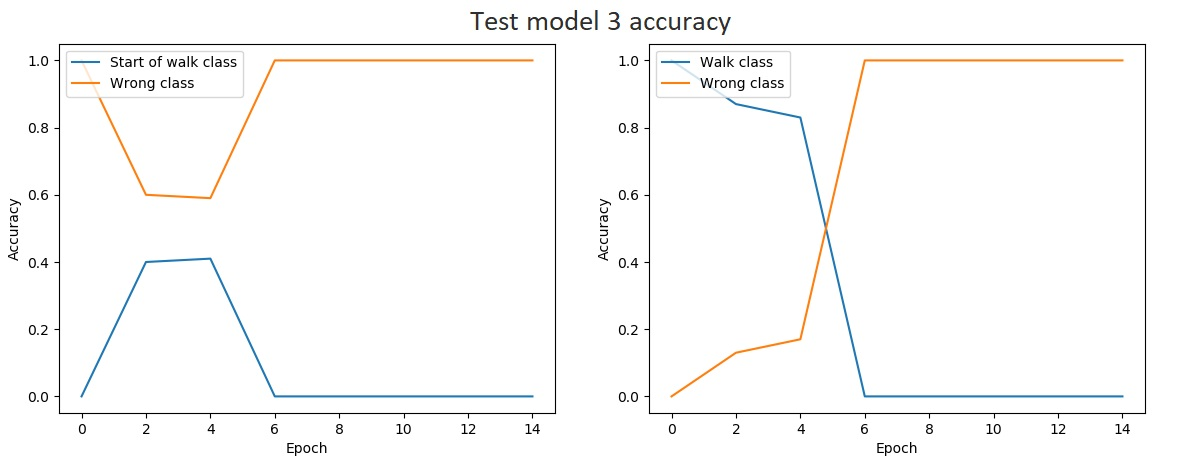 Test model 3 accuracy
Start of walk class
Wrong class
1.0
0.8
0.6
0.4
0.2
0.0
Accuracy
0 2 4 6 8 10 12 14
Epoch
Walk class
Wrong class
1.0
0.8
0.6
0.4
0.2
0.0
Accuracy
0 2 4 6 8 10 12 14
Epoch